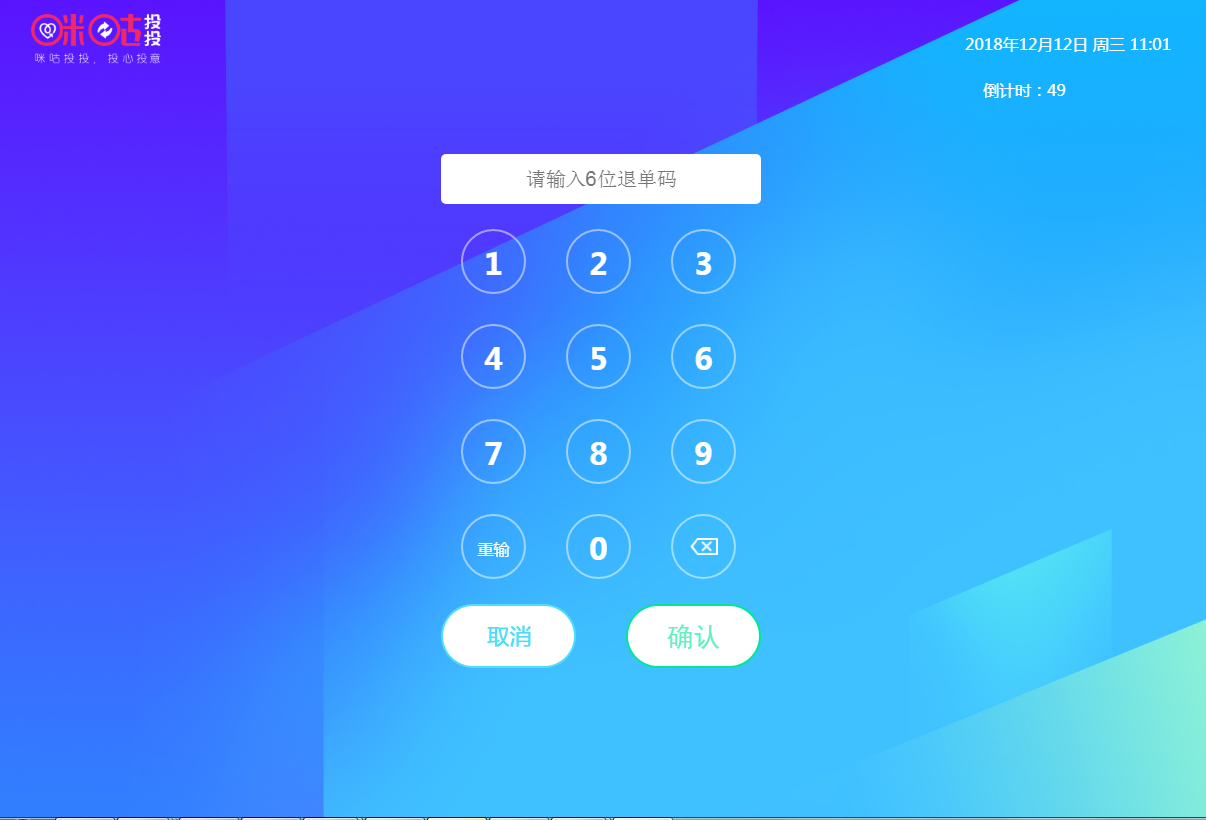 咪咕投投
咪咕投投，投心投意
2018年12月12日 周三 11:01
倒计时：49
请输入6位退单码
1 2 3
4 5 6
7 8 9
重输 0
取消 确认